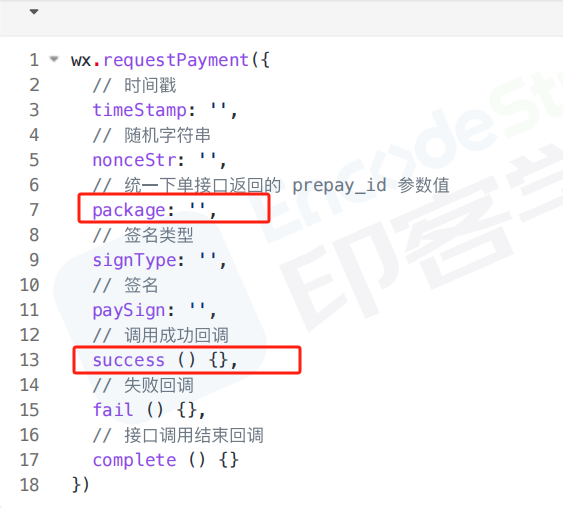 1 wx.requestPayment({
2 // 时间戳
3 timeStamp: '',
4 // 随机字符串
5 nonceStr: '',
6 // 统一下单接口返回的 prepay_id 参数值
7 package: '',
8 // 签名类型
9 signType: '',
10 // 签名
11 paySign: '',
12 // 调用成功回调
13 success () {},
14 // 失败回调
15 fail () {},
16 // 接口调用结束回调
17 complete () {}
18 })
EncodeSt
印客学